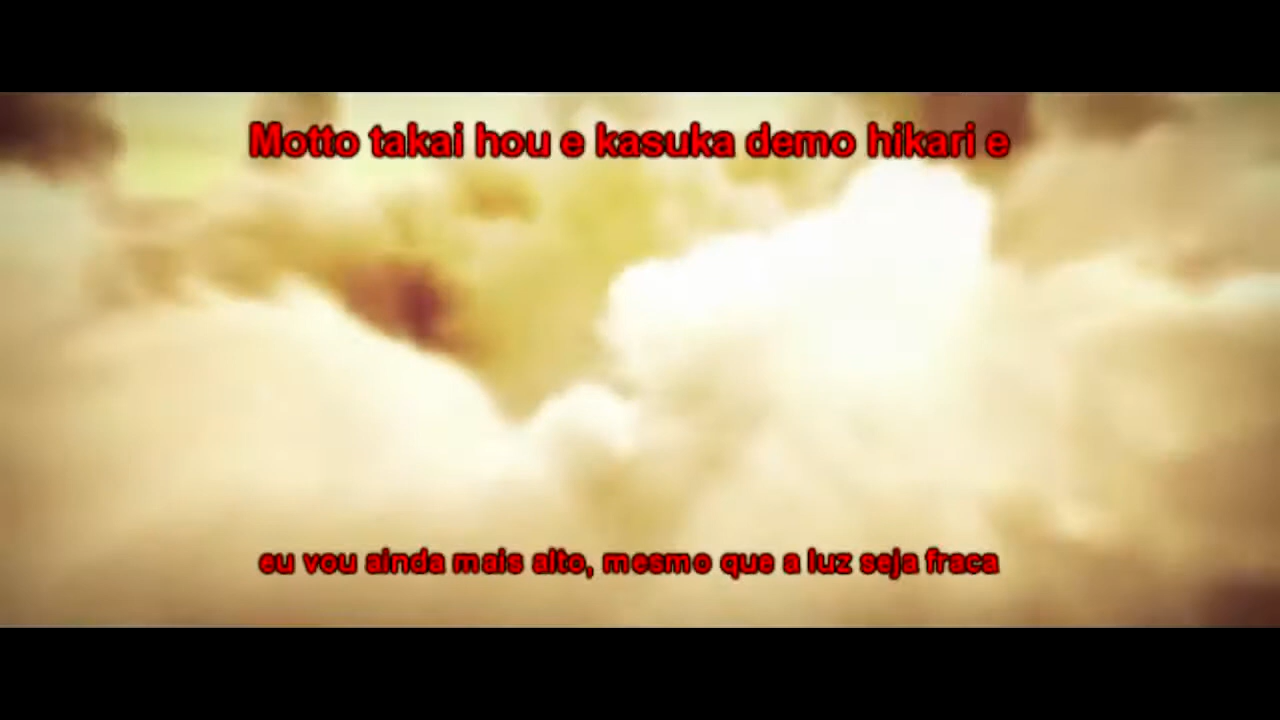 Motto takai hou e kasuka demo hikari e
eu vou ainda mais alto, mesmo que a luz seja fraca